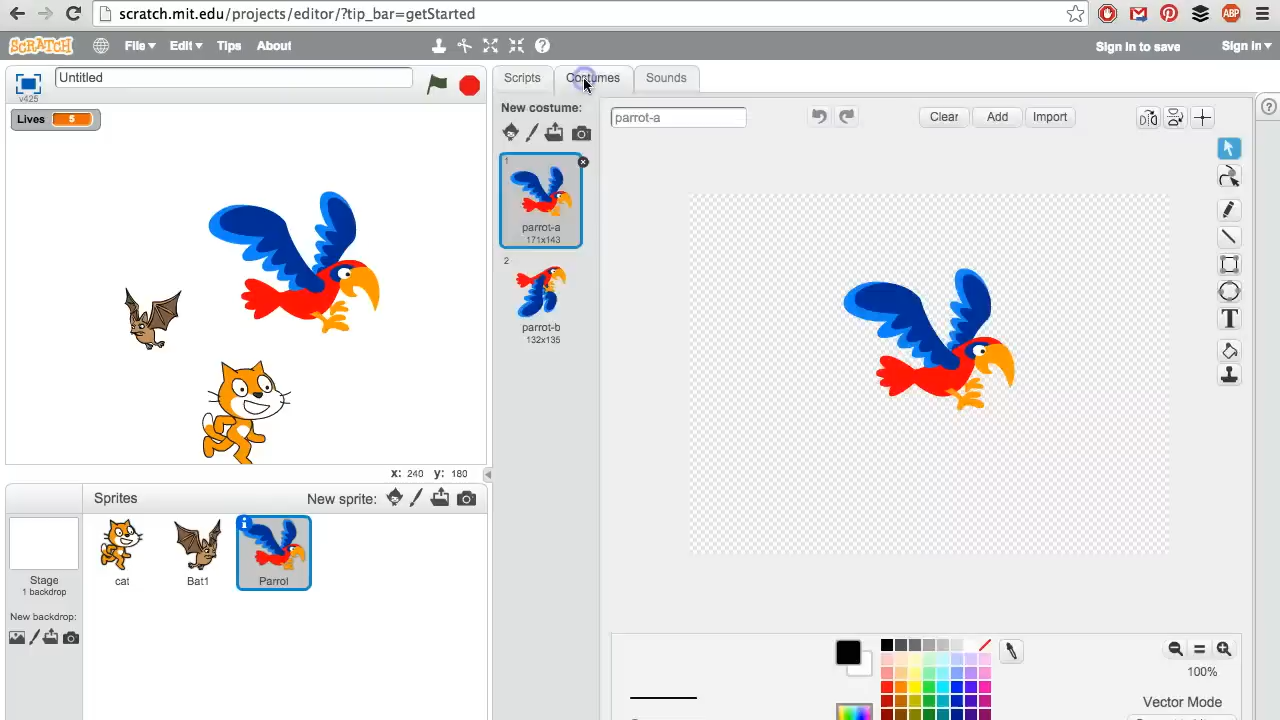 scratch.mit.edu/projects/editor/?tip_bar=getStarted
SCRATCH File Edit Tips About Sign in to save Sign in
v425 Untitled
Scripts Costumes Sounds
Lives 5
New costume:
parrot-a Clear Add Import
1
parrot-a
171x143
2
parrot-b
132x135
x: 240 y: 180
Sprites New sprite:
Stage
1 backdrop
cat Bat1 Parrot
New backdrop:
100%
Vector Mode